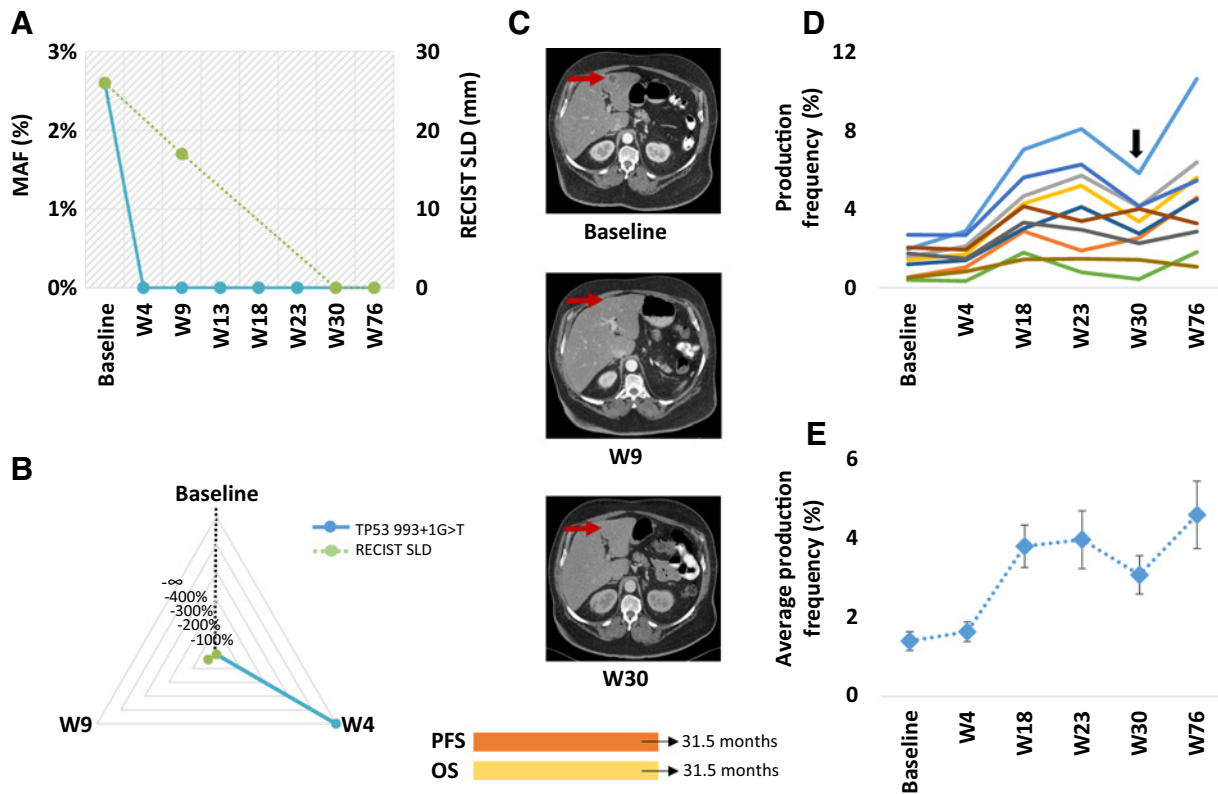 A
3%
2%
1%
0%
MAF (%)
30
20
10
0
RECIST SLD (mm)
Baseline
W4
W9
W13
W18
W23
W30
W76
B
Baseline
-∞
-400%
-300%
-200%
-100%
W9
W4
TP53 993+1G>T
RECIST SLD
C
Baseline
W9
W30
PFS
31.5 months
OS
31.5 months
D
12
8
4
0
Production
frequency (%)
Baseline
W4
W18
W23
W30
W76
E
6
4
2
0
Average production
frequency (%)
Baseline
W4
W18
W23
W30
W76